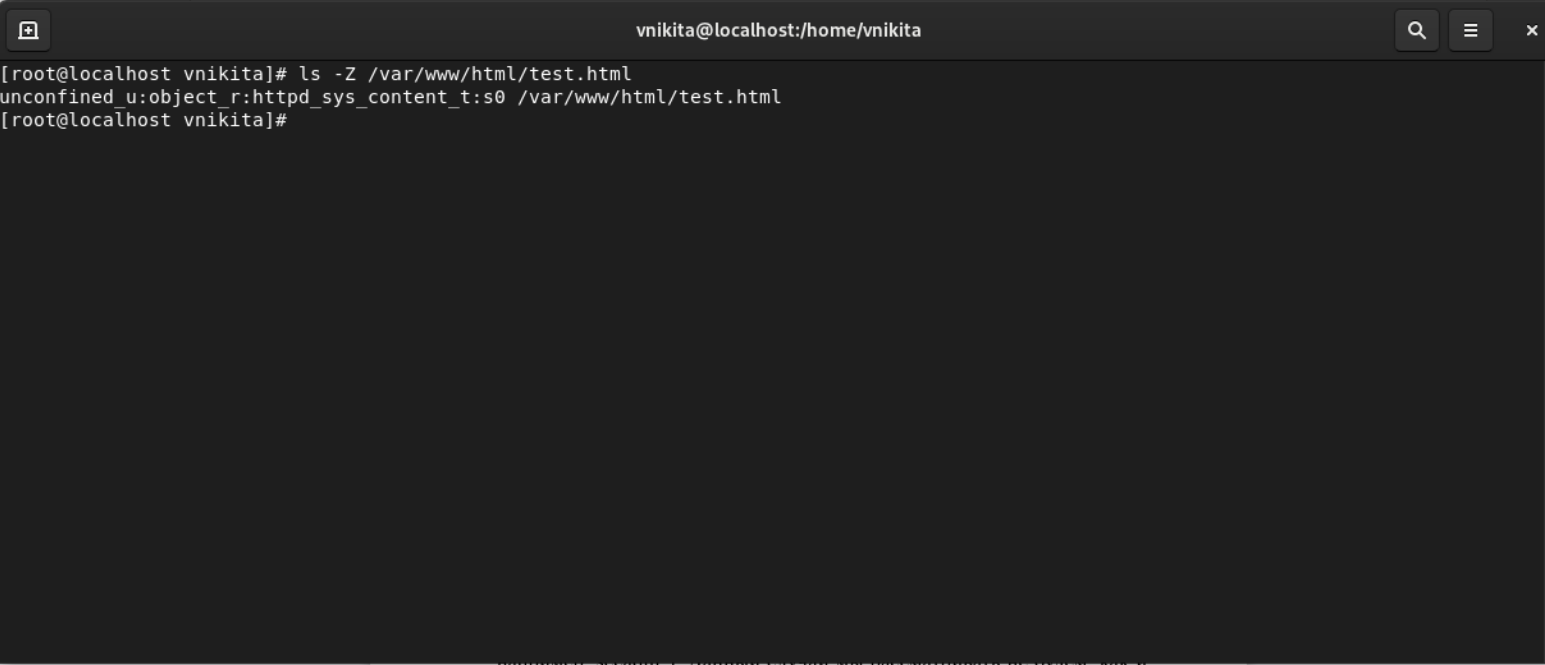 vnikita@localhost:/home/vnikita
[root@localhost vnikita]# ls -Z /var/www/html/test.html
unconfined_u:object_r:httpd_sys_content_t:s0 /var/www/html/test.html
[root@localhost vnikita]#